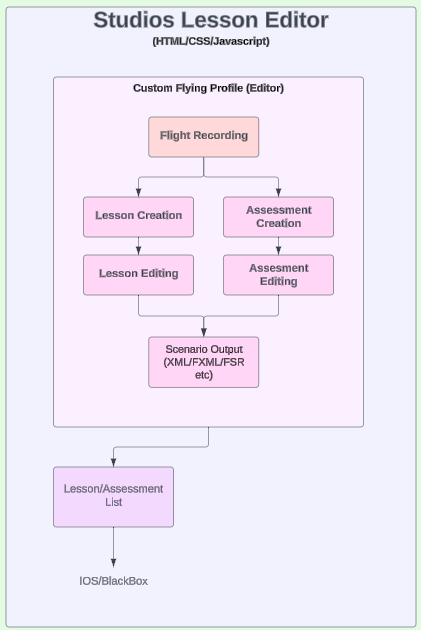 Studios Lesson Editor
(HTML/CSS/Javascript)
Custom Flying Profile (Editor)
Flight Recording
Lesson Creation
Assessment
Creation
Lesson Editing
Assesment
Editing
Scenario Output
(XML/FXML/FSR
etc)
Lesson/Assessment
List
IOS/BlackBox